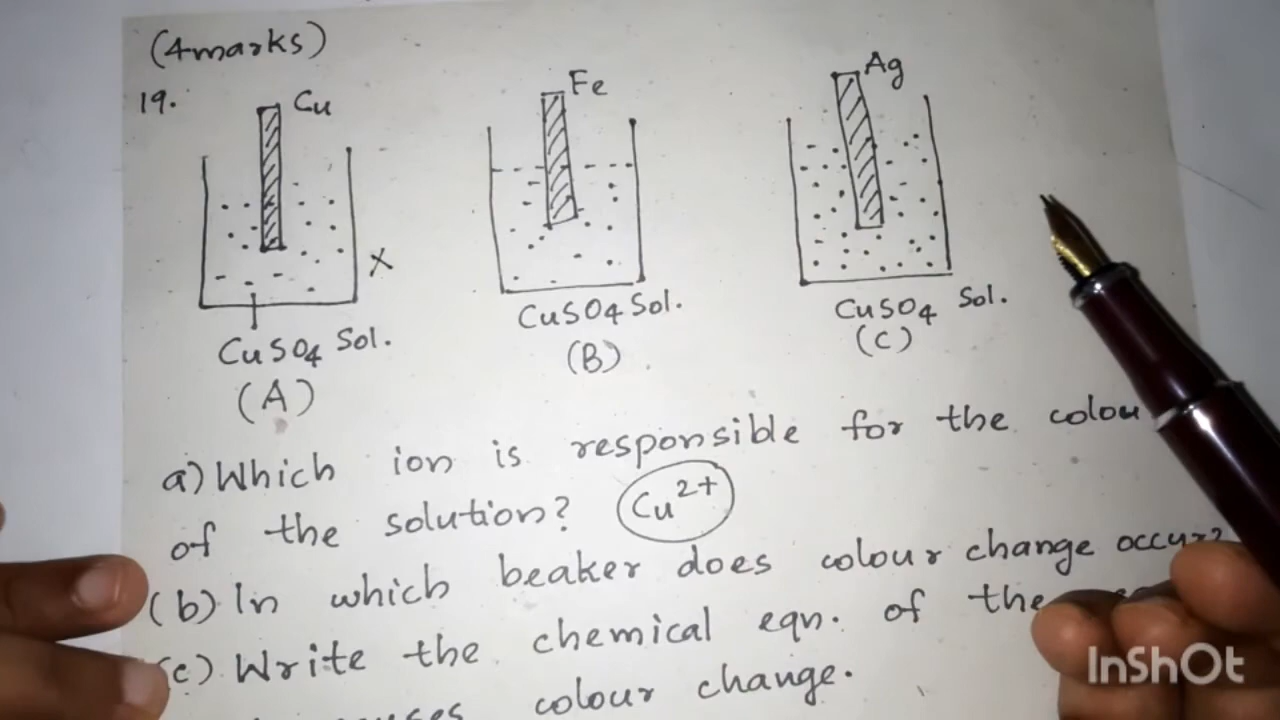 (4marks)
19.
Cu
Fe
Ag
X
CuSO4 Sol.
(A)
CuSO4 Sol.
(B)
CuSO4 Sol.
(C)
a) Which ion is responsible for the colou
of the solution? Cu2+
(b) In which beaker does colour change occur?
(c) Write the chemical eqn. of the
colour change.
InShOt